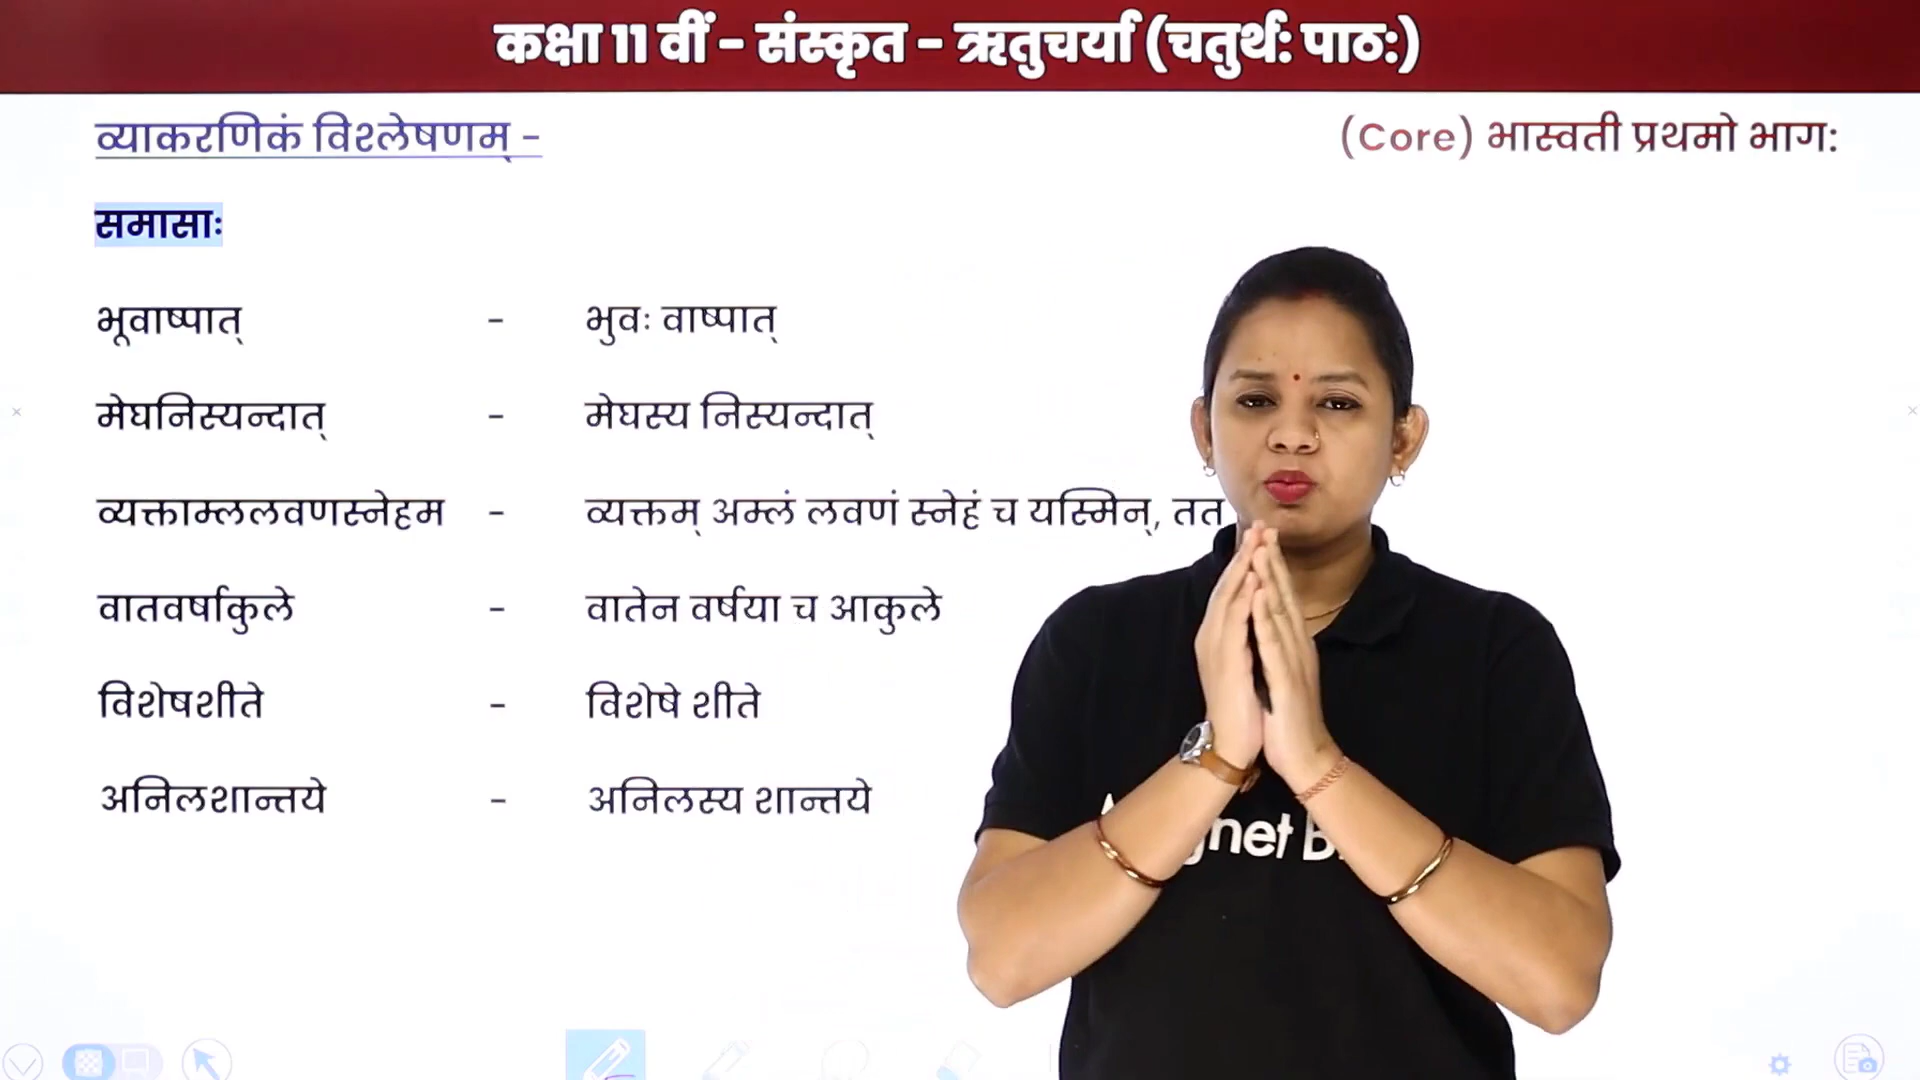 कक्षा 11 वीं - संस्कृत - ऋतुचर्या (चतुर्थ: पाठ:)
व्याकरणिकं विश्लेषणम् -
(Core) भास्वती प्रथमो भाग:
समासाः
भूवाष्पात् - भुवः वाष्पात्
मेघनिस्यन्दात् - मेघस्य निस्यन्दात्
व्यक्ताम्ललवणस्नेहम - व्यक्तम् अम्लं लवणं स्नेहं च यस्मिन्, तत
वातवर्षाकुले - वातेन वर्षया च आकुले
विशेषशीते - विशेषे शीते
अनिलशान्तये - अनिलस्य शान्तये